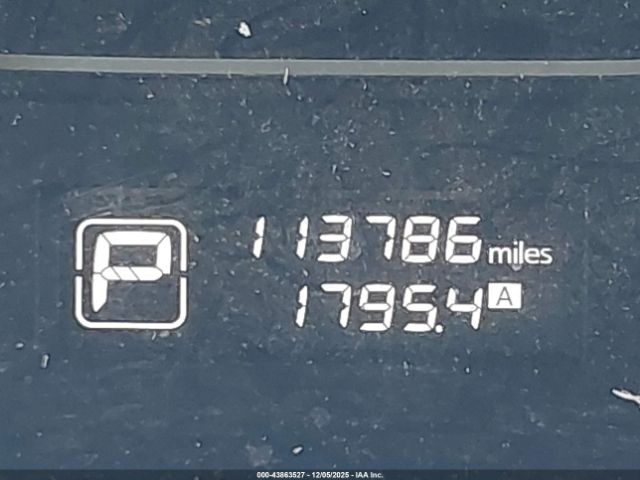 P
113786 miles
1795.4 A
000-43863527 - 12/05/2025 - IAA Inc.